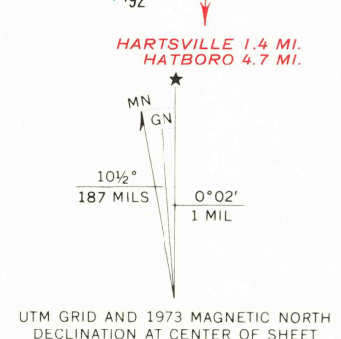 '92
HARTSVILLE 1.4 MI.
HATBORO 4.7 MI.
MN
GN
10½°
187 MILS
0°02′
1 MIL
UTM GRID AND 1973 MAGNETIC NORTH
DECLINATION AT CENTER OF SHEET